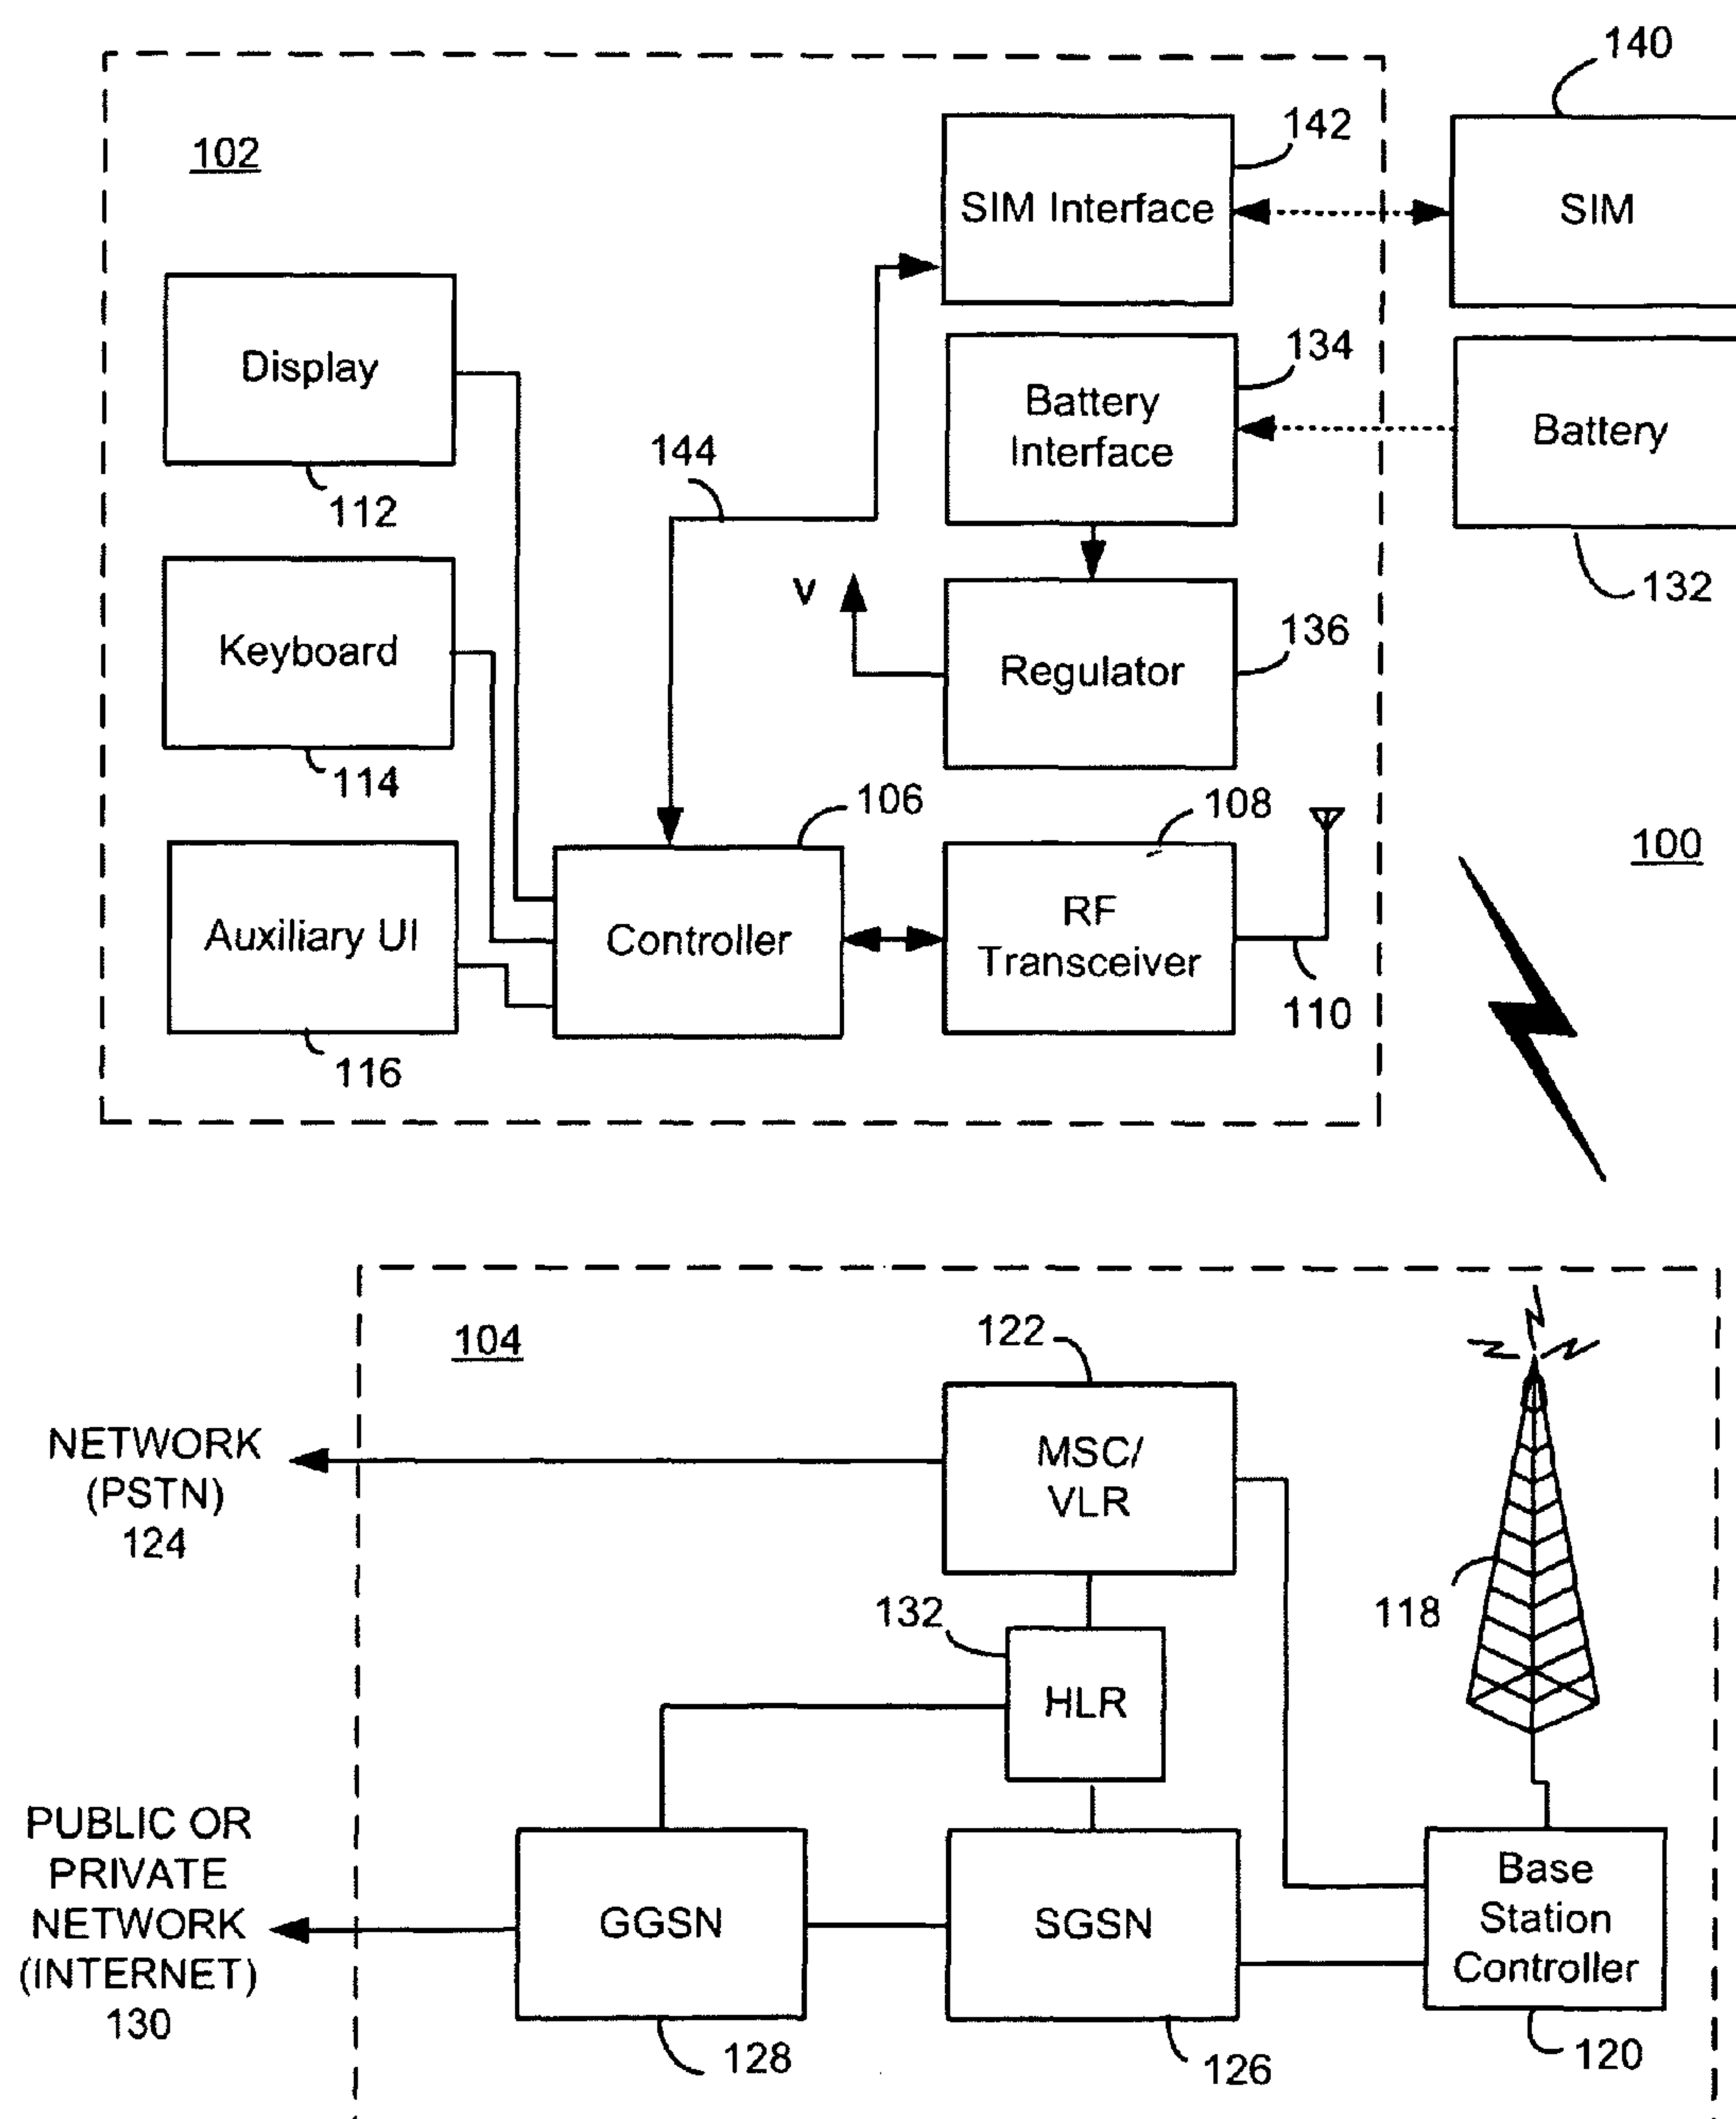 140
102
142
SIM Interface
SIM
Display
112
134
Battery
Interface
Battery
132
144
Keyboard
114
V
Regulator
136
106
108
100
Auxiliary UI
116
Controller
RF
Transceiver
110
104
122
NETWORK
(PSTN)
124
MSC/
VLR
118
132
HLR
PUBLIC OR
PRIVATE
NETWORK
(INTERNET)
130
GGSN
128
SGSN
126
Base
Station
Controller
120